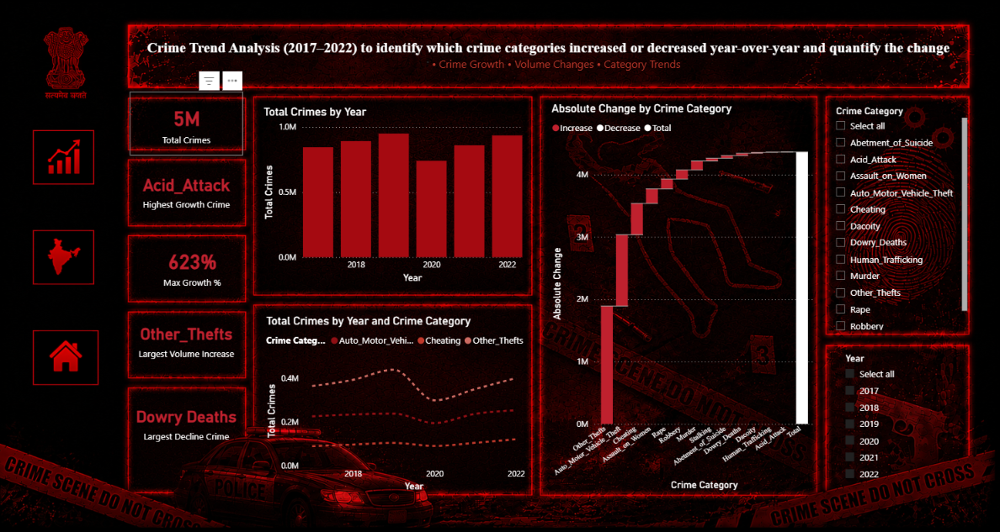 सत्यमेव जयते
Crime Trend Analysis (2017–2022) to identify which crime categories increased or decreased year-over-year and quantify the change
• Crime Growth • Volume Changes • Category Trends
5M
Total Crimes
Acid_Attack
Highest Growth Crime
623%
Max Growth %
Other_Thefts
Largest Volume Increase
Dowry Deaths
Largest Decline Crime
Total Crimes by Year
1.0M
0.5M
0.0M
Total Crimes
2018 2020 2022
Year
Total Crimes by Year and Crime Category
Crime Categ... Auto_Motor_Vehi... Cheating Other_Thefts
0.4M
0.2M
0.0M
Total Crimes
2018 2020 2022
Year
Absolute Change by Crime Category
Increase Decrease Total
4M
3M
2M
1M
0M
Absolute Change
Other_Thefts
Auto_Motor_Vehicle_Theft
Cheating
Assault_on_Women
Rape
Robbery
Murder
Stalking
Abetment_of_Suicide
Dowry_Deaths
Dacoity
Human_Trafficking
Acid_Attack
Total
Crime Category
2
3
CRIME SCENE DO NOT CROSS
Crime Category
Select all
Abetment_of_Suicide
Acid_Attack
Assault_on_Women
Auto_Motor_Vehicle_Theft
Cheating
Dacoity
Dowry_Deaths
Human_Trafficking
Murder
Other_Thefts
Rape
Robbery
Year
Select all
2017
2018
2019
2020
2021
2022
CRIME SCENE DO NOT CROSS
POLICE
CRIME SCENE DO NOT CROSS